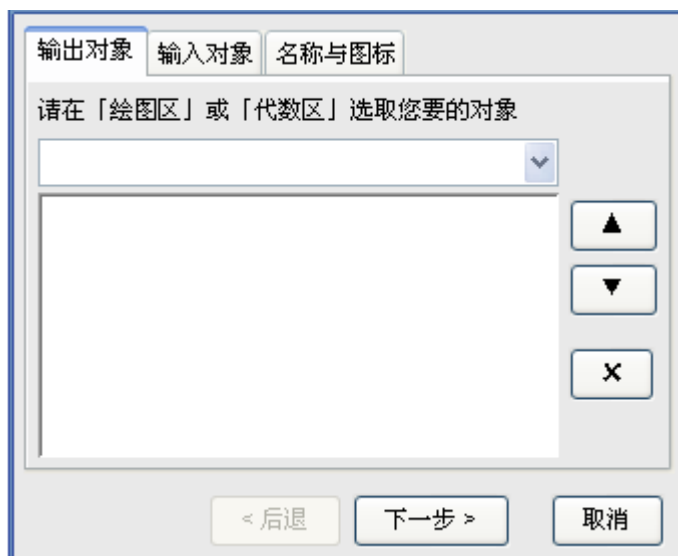 输出对象 输入对象 名称与图标
请在「绘图区」或「代数区」选取您要的对象
< 后退 下一步 > 取消